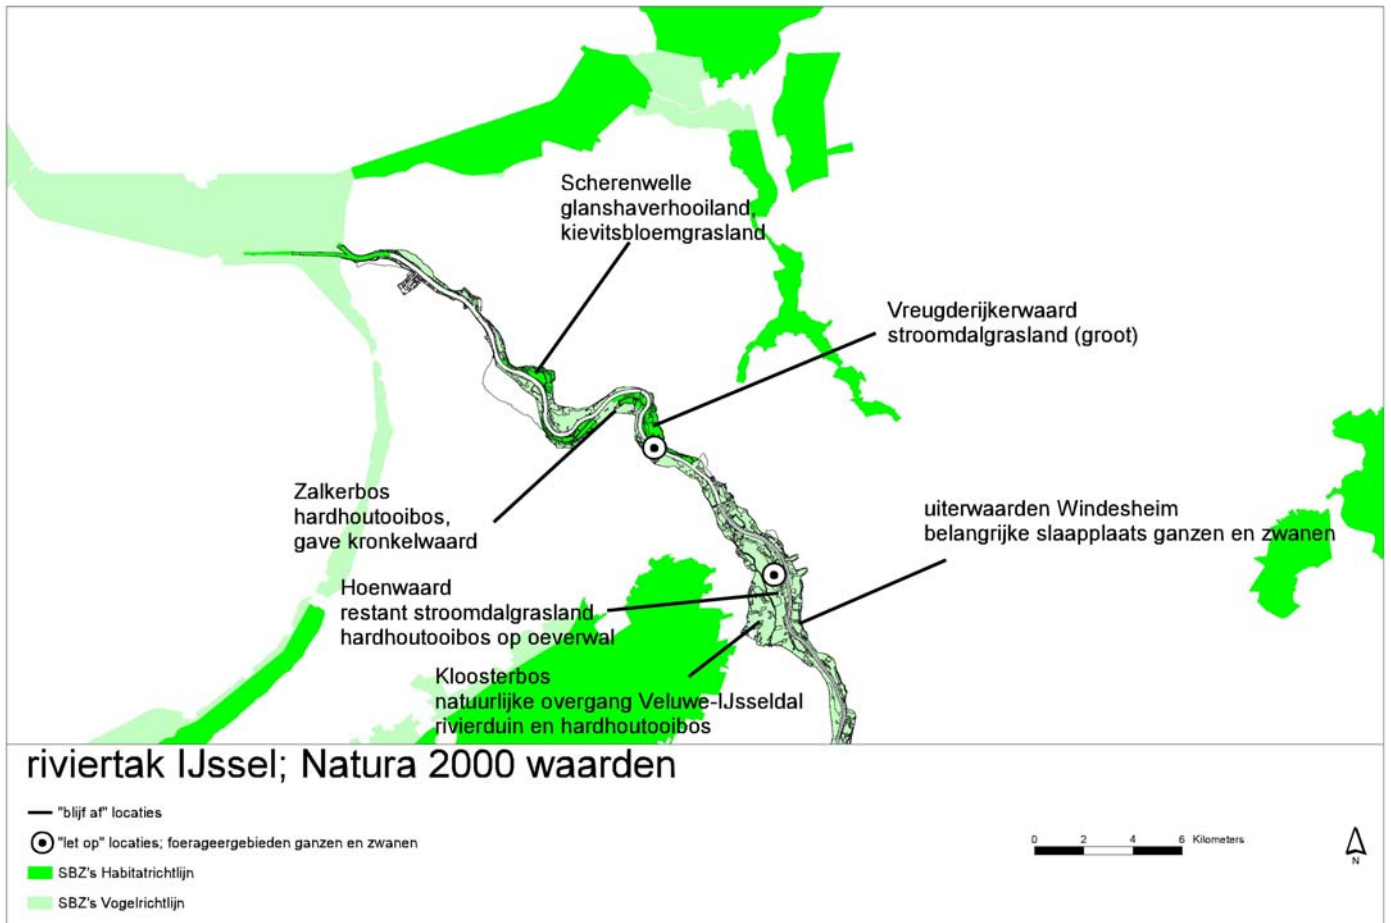 Scherenwelle
glanshaverhooiland,
kievitsbloemgrasland
Vreugderijkerwaard
stroomdalgrasland (groot)
Zalkerbos
hardhoutooibos,
gave kronkelwaard
uiterwaarden Windesheim
belangrijke slaapplaats ganzen en zwanen
Hoenwaard
restant stroomdalgrasland
hardhoutooibos op oeverwal
Kloosterbos
natuurlijke overgang Veluwe-IJsseldal
rivierduin en hardhoutooibos
riviertak IJssel; Natura 2000 waarden
"blijf af" locaties
"let op" locaties; foerageergebieden ganzen en zwanen
SBZ's Habitatrichtlijn
SBZ's Vogelrichtlijn
0 2 4 6 Kilometers
N